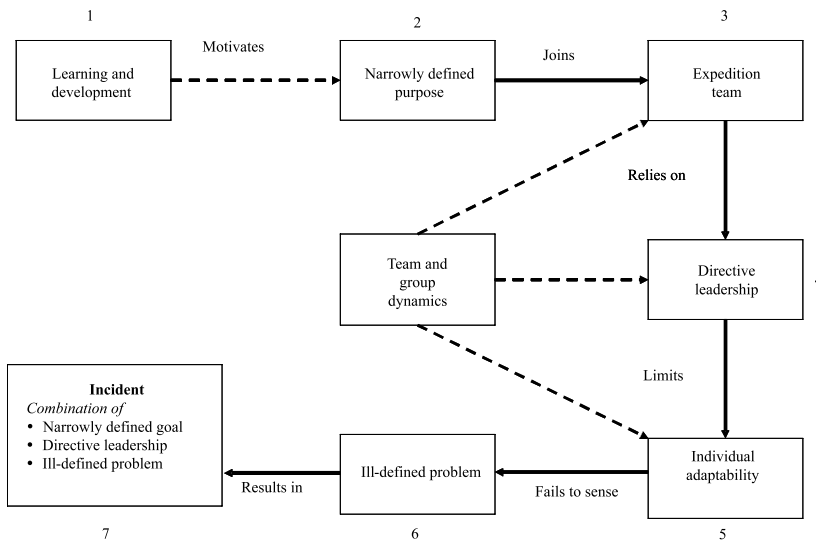 1
2
3
Motivates
Joins
Learning and
development
Narrowly defined
purpose
Expedition
team
Relies on
Team and
group
dynamics
Directive
leadership
Limits
Incident
Combination of
• Narrowly defined goal
• Directive leadership
• Ill-defined problem
Results in
Ill-defined problem
Fails to sense
Individual
adaptability
7
6
5